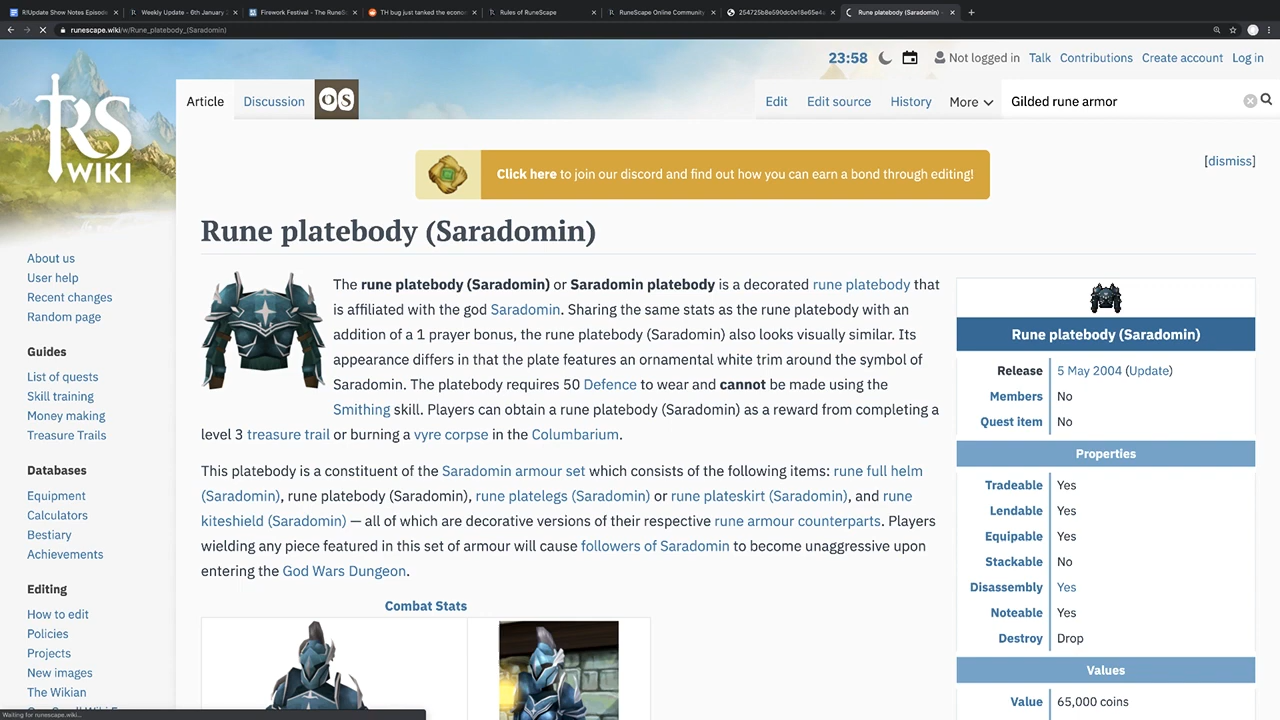 R/Update Show Notes Episode
Weekly Update - 6th January
Firework Festival - The RuneSc
TH bug just tanked the econom
Rules of RuneScape
RuneScape Online Community
254725b8e590dc0e18e65e4
Rune platebody (Saradomin) -
runescape.wiki/w/Rune_platebody_(Saradomin)
23:58
Not logged in
Talk
Contributions
Create account
Log in
RS
WIKI
Article
Discussion
OS
Edit
Edit source
History
More
Gilded rune armor
Click here to join our discord and find out how you can earn a bond through editing!
[dismiss]
Rune platebody (Saradomin)
The rune platebody (Saradomin) or Saradomin platebody is a decorated rune platebody that
is affiliated with the god Saradomin. Sharing the same stats as the rune platebody with an
addition of a 1 prayer bonus, the rune platebody (Saradomin) also looks visually similar. Its
appearance differs in that the plate features an ornamental white trim around the symbol of
Saradomin. The platebody requires 50 Defence to wear and cannot be made using the
Smithing skill. Players can obtain a rune platebody (Saradomin) as a reward from completing a
level 3 treasure trail or burning a vyre corpse in the Columbarium.
This platebody is a constituent of the Saradomin armour set which consists of the following items: rune full helm
(Saradomin), rune platebody (Saradomin), rune platelegs (Saradomin) or rune plateskirt (Saradomin), and rune
kiteshield (Saradomin) — all of which are decorative versions of their respective rune armour counterparts. Players
wielding any piece featured in this set of armour will cause followers of Saradomin to become unaggressive upon
entering the God Wars Dungeon.
Combat Stats
Rune platebody (Saradomin)
Release 5 May 2004 (Update)
Members No
Quest item No
Properties
Tradeable Yes
Lendable Yes
Equipable Yes
Stackable No
Disassembly Yes
Noteable Yes
Destroy Drop
Values
Value 65,000 coins
About us
User help
Recent changes
Random page
Guides
List of quests
Skill training
Money making
Treasure Trails
Databases
Equipment
Calculators
Bestiary
Achievements
Editing
How to edit
Policies
Projects
New images
The Wikian
Waiting for runescape.wiki...